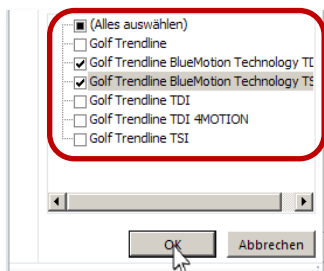 (Alles auswählen)
Golf Trendline
Golf Trendline BlueMotion Technology TD
Golf Trendline BlueMotion Technology TS
Golf Trendline TDI
Golf Trendline TDI 4MOTION
Golf Trendline TSI
OK
Abbrechen